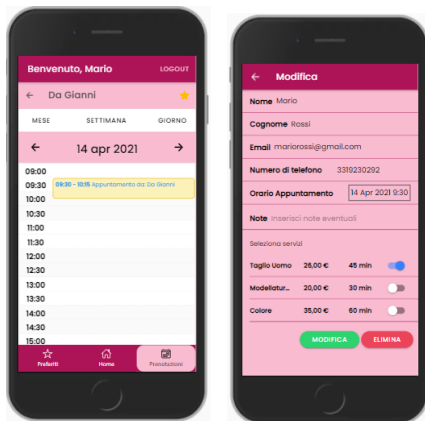 Benvenuto, Mario LOGOUT
Da Gianni
MESE SETTIMANA GIORNO
14 apr 2021
09:00
09:30 09:30 - 10:15 Appuntamento da: Da Gianni
10:00
10:30
11:00
11:30
12:00
12:30
13:00
13:30
14:00
14:30
15:00
Preferiti Home Prenotazioni
Modifica
Nome Mario
Cognome Rossi
Email mariorossi@gmail.com
Numero di telefono 3319230292
Orario Appuntamento 14 Apr 2021 9:30
Note Inserisci note eventuali
Seleziona servizi
Taglio Uomo 26,00 € 45 min
Modellatur... 20,00 € 30 min
Colore 35,00 € 60 min
MODIFICA ELIMINA